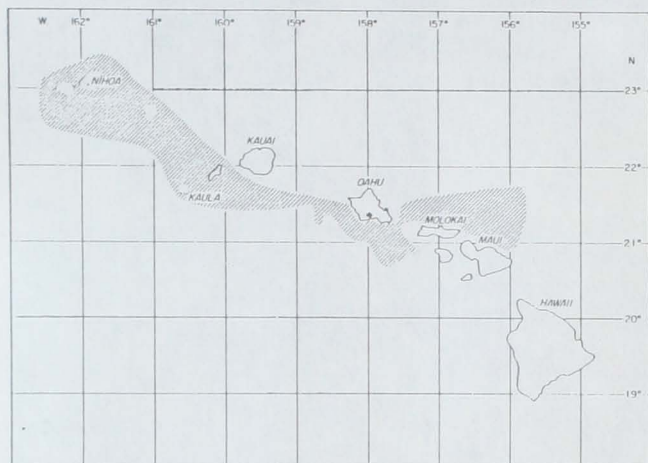 W 162° 161° 160° 159° 158° 157° 156° 155°
N
NIHOA
23°
KAUAI
22°
KAULA
OAHU
MOLOKAI
MAUI
21°
HAWAII
20°
19°